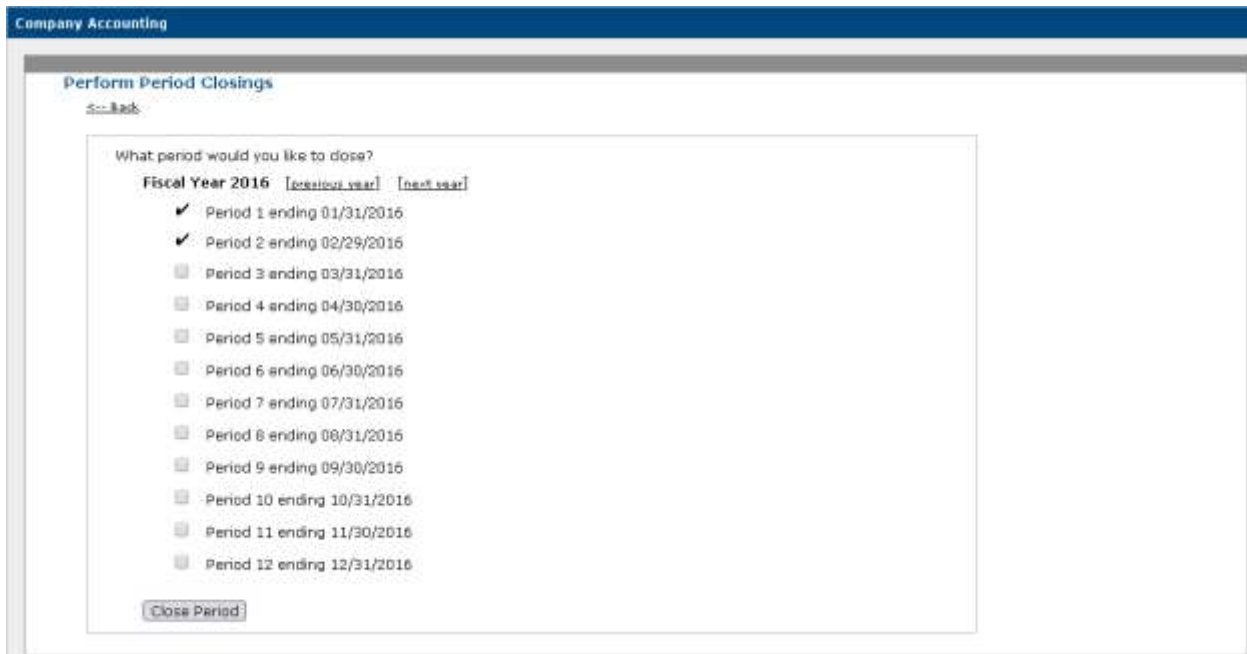 Company Accounting
Perform Period Closings
<-- Back
What period would you like to close?
Fiscal Year 2016 [previous year] [next year]
✔ Period 1 ending 01/31/2016
✔ Period 2 ending 02/29/2016
Period 3 ending 03/31/2016
Period 4 ending 04/30/2016
Period 5 ending 05/31/2016
Period 6 ending 06/30/2016
Period 7 ending 07/31/2016
Period 8 ending 08/31/2016
Period 9 ending 09/30/2016
Period 10 ending 10/31/2016
Period 11 ending 11/30/2016
Period 12 ending 12/31/2016
Close Period